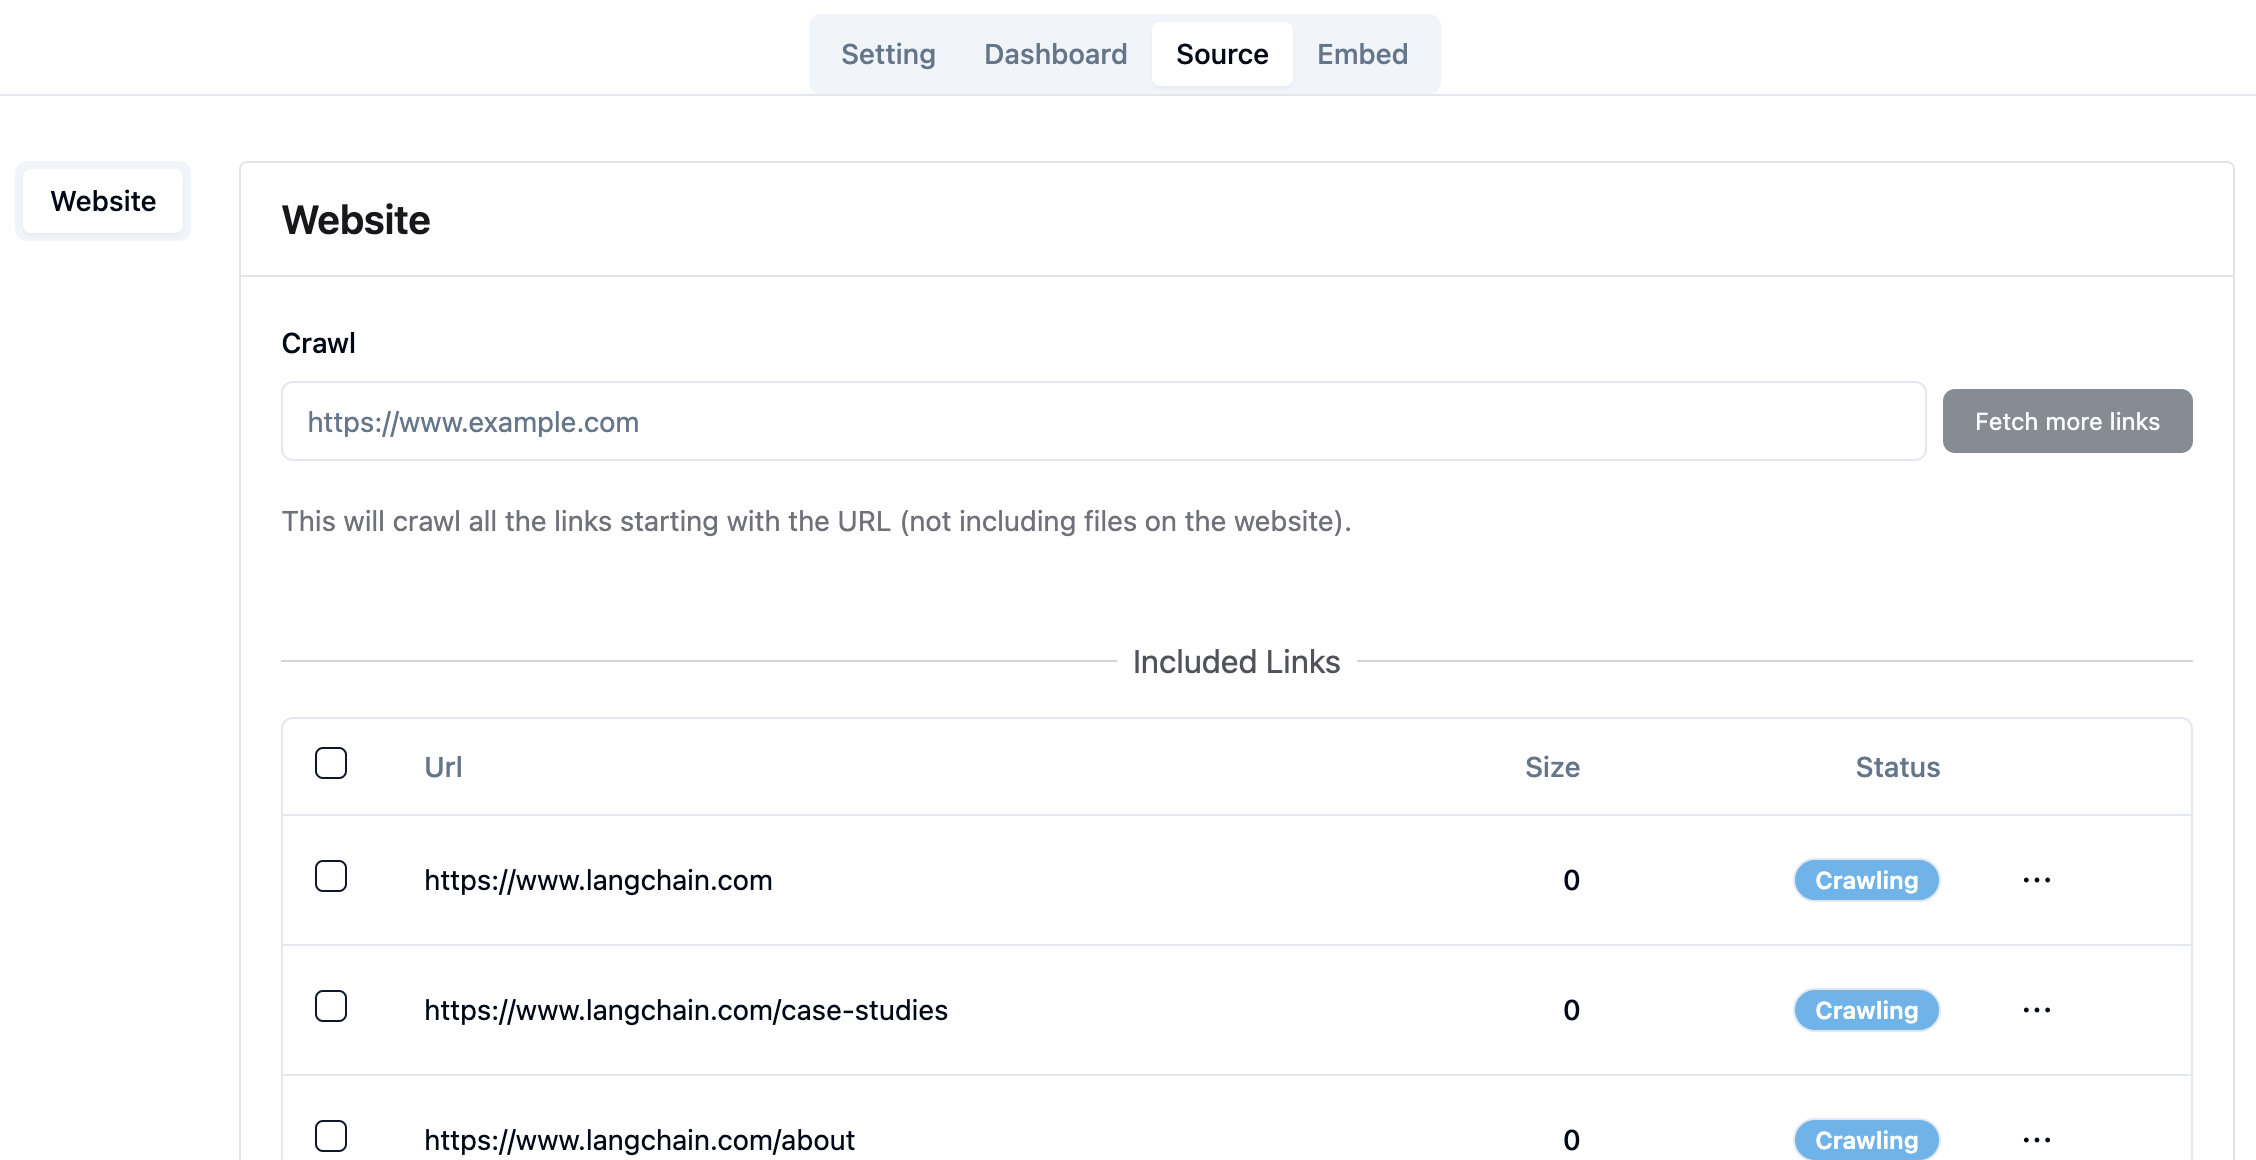 Setting Dashboard Source Embed
Website
Website
Crawl
https://www.example.com
Fetch more links
This will crawl all the links starting with the URL (not including files on the website).
Included Links
Url Size Status
https://www.langchain.com 0 Crawling ...
https://www.langchain.com/case-studies 0 Crawling ...
https://www.langchain.com/about 0 Crawling ...